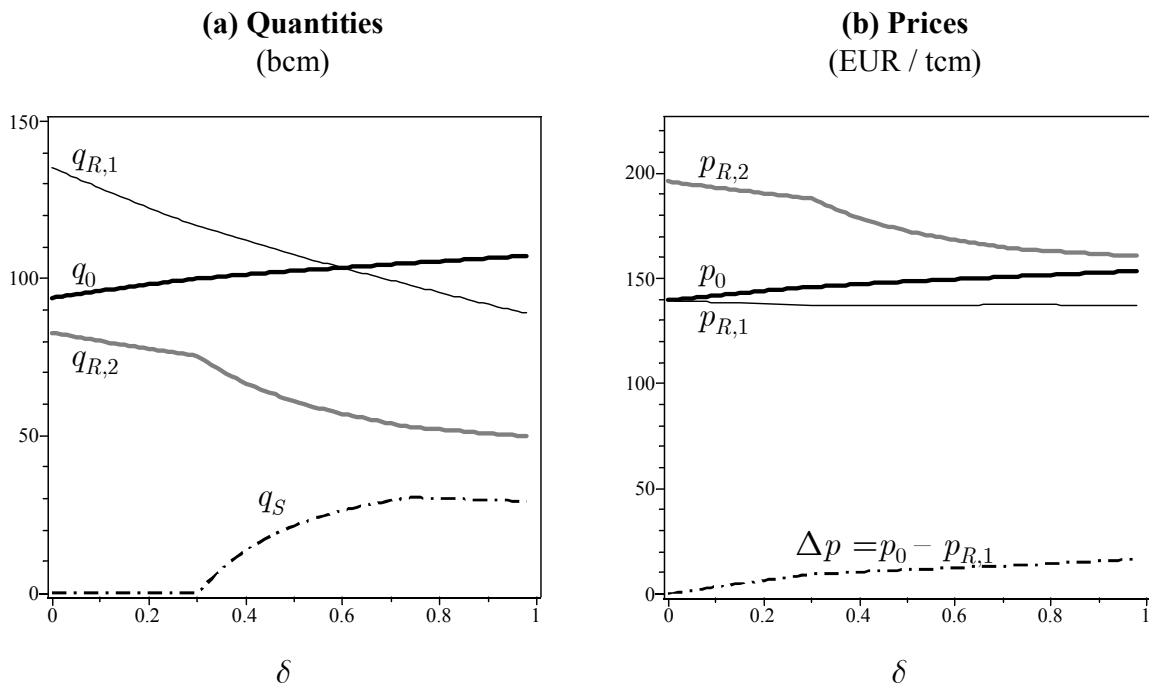 (a) Quantities
(bcm)
150
100
50
0
q_{R,1}
q_0
q_{R,2}
q_S
0 0.2 0.4 0.6 0.8 1
δ
(b) Prices
(EUR / tcm)
200
150
100
50
0
p_{R,2}
p_0
p_{R,1}
Δp = p_0 – p_{R,1}
0 0.2 0.4 0.6 0.8 1
δ